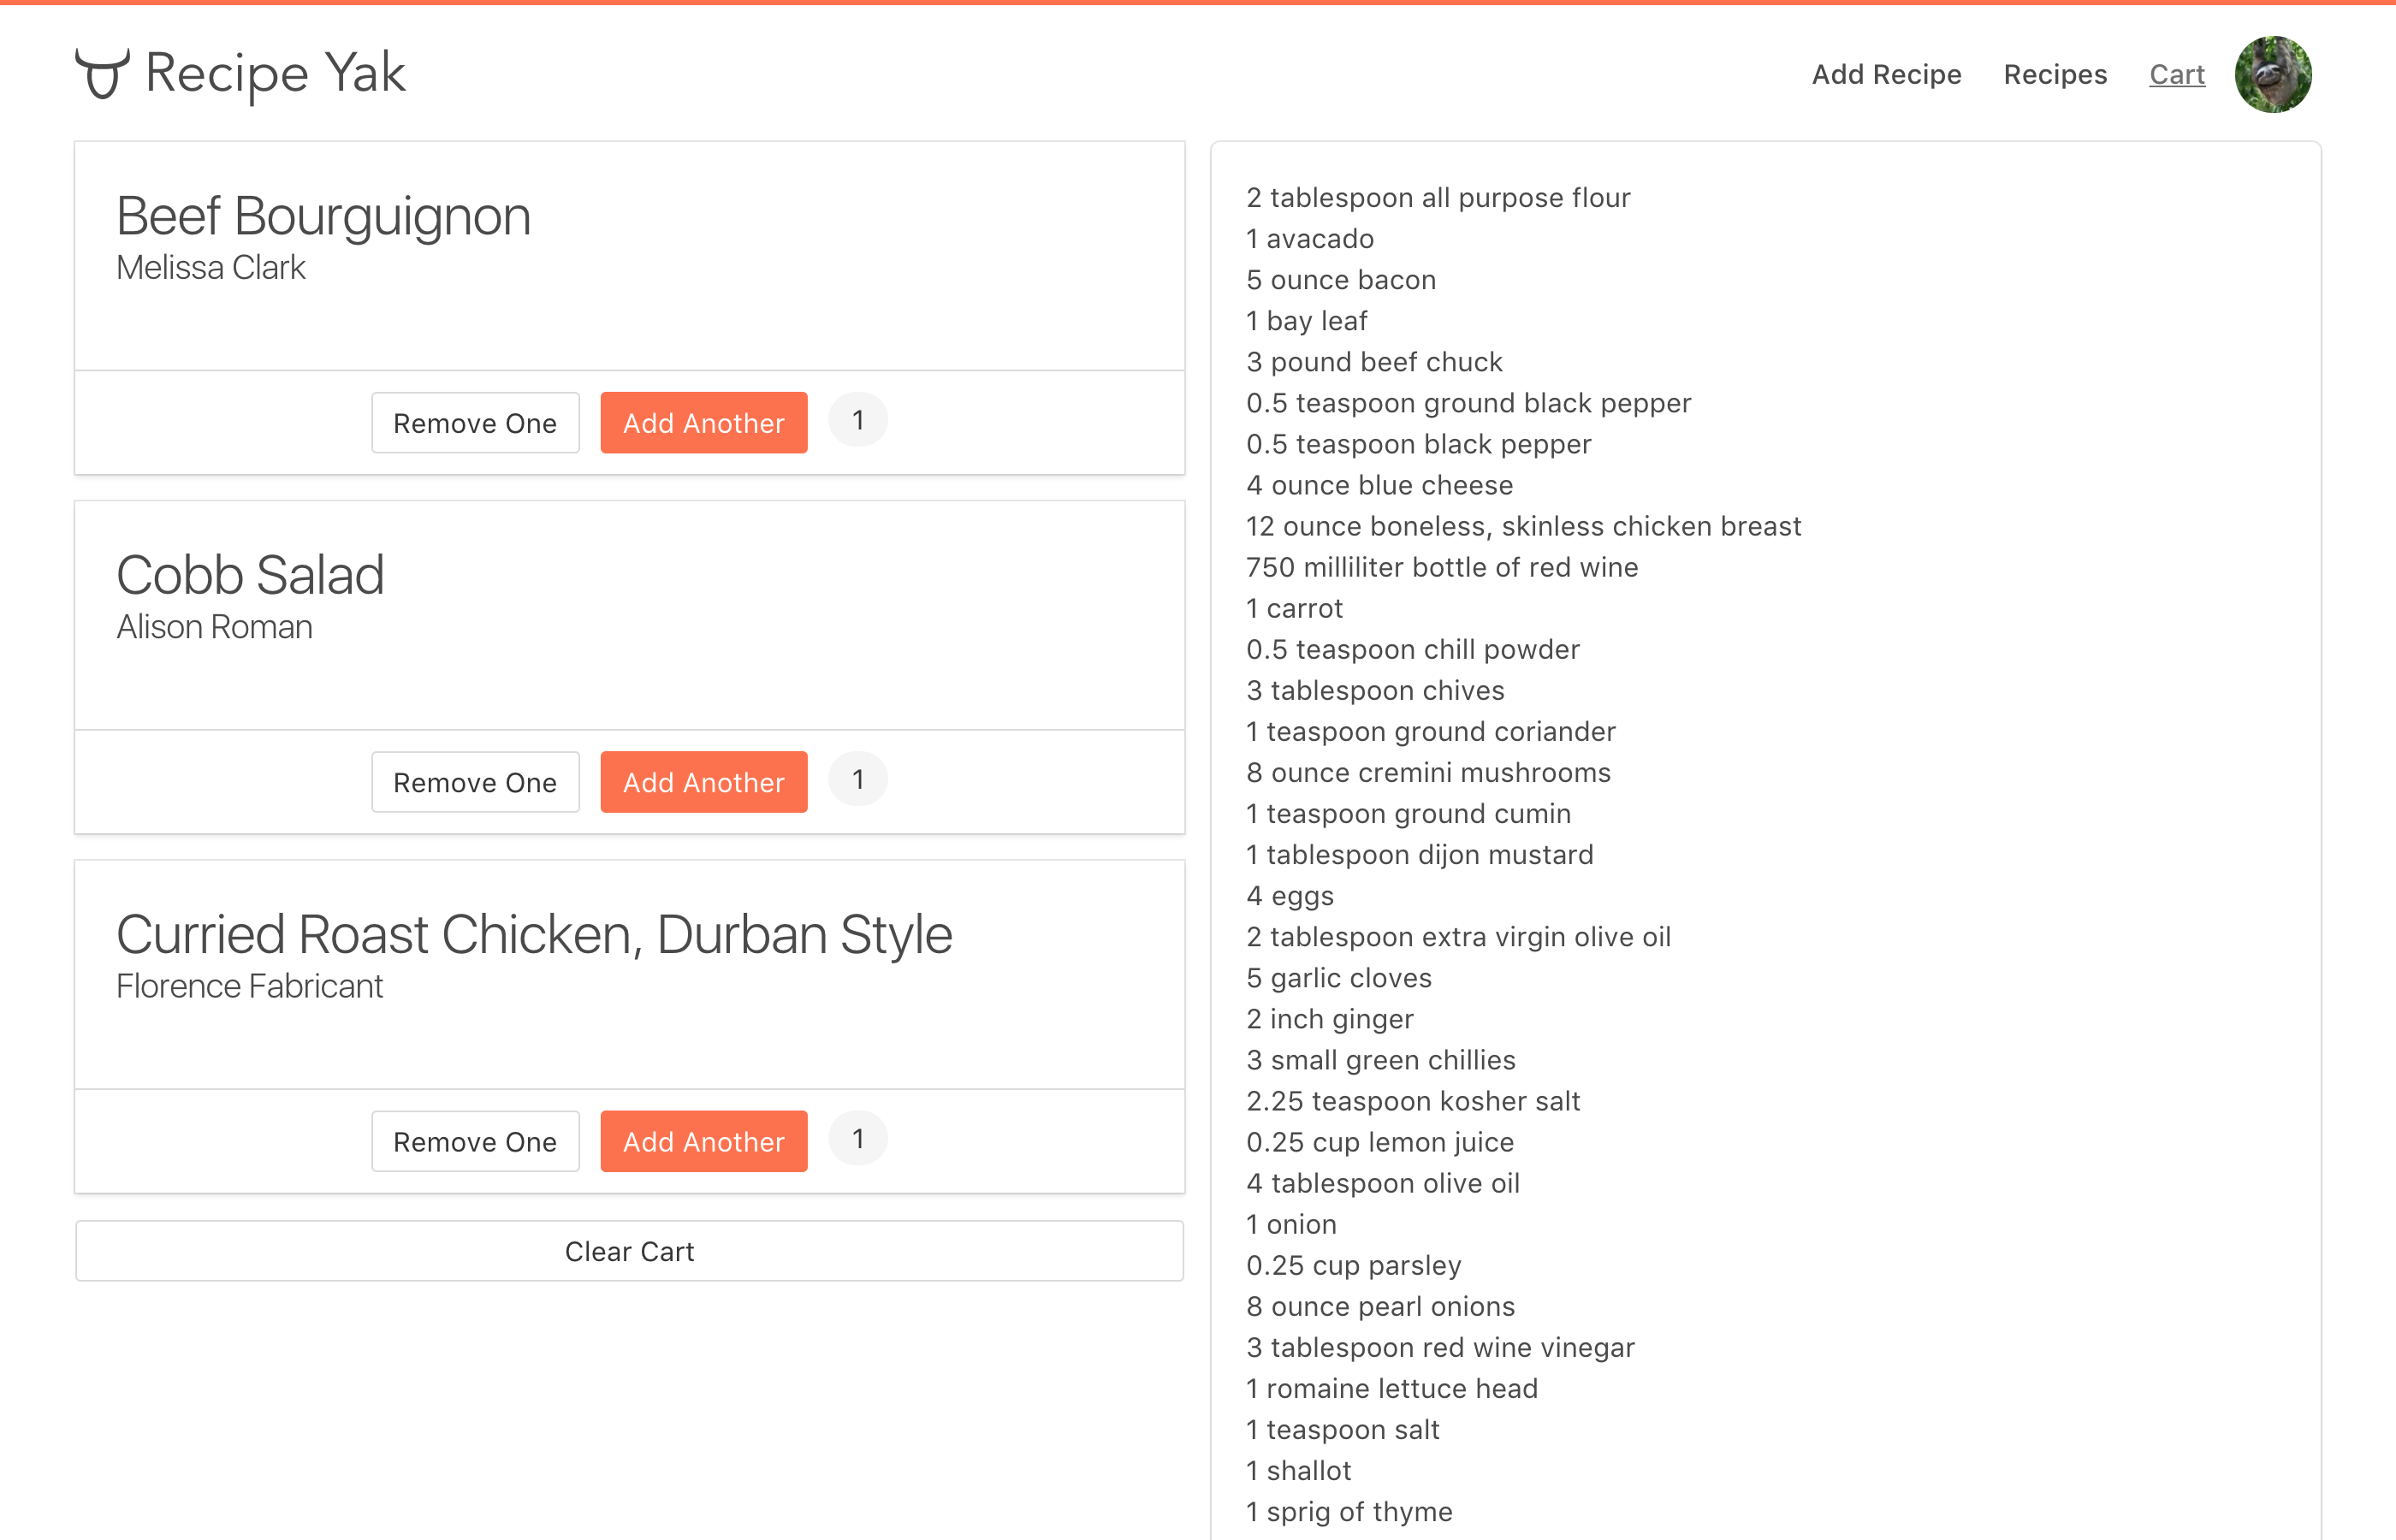 Recipe Yak
Add Recipe
Recipes
Cart
Beef Bourguignon
Melissa Clark
Remove One
Add Another
1
Cobb Salad
Alison Roman
Remove One
Add Another
1
Curried Roast Chicken, Durban Style
Florence Fabricant
Remove One
Add Another
1
Clear Cart
2 tablespoon all purpose flour
1 avacado
5 ounce bacon
1 bay leaf
3 pound beef chuck
0.5 teaspoon ground black pepper
0.5 teaspoon black pepper
4 ounce blue cheese
12 ounce boneless, skinless chicken breast
750 milliliter bottle of red wine
1 carrot
0.5 teaspoon chill powder
3 tablespoon chives
1 teaspoon ground coriander
8 ounce cremini mushrooms
1 teaspoon ground cumin
1 tablespoon dijon mustard
4 eggs
2 tablespoon extra virgin olive oil
5 garlic cloves
2 inch ginger
3 small green chillies
2.25 teaspoon kosher salt
0.25 cup lemon juice
4 tablespoon olive oil
1 onion
0.25 cup parsley
8 ounce pearl onions
3 tablespoon red wine vinegar
1 romaine lettuce head
1 teaspoon salt
1 shallot
1 sprig of thyme